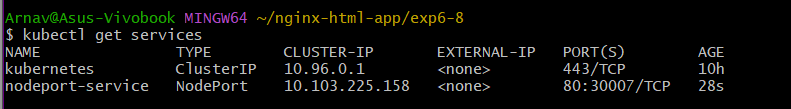 Arnav@Asus-Vivobook MINGW64 ~/nginx-html-app/exp6-8
$ kubectl get services
NAME TYPE CLUSTER-IP EXTERNAL-IP PORT(S) AGE
kubernetes ClusterIP 10.96.0.1 <none> 443/TCP 10h
nodeport-service NodePort 10.103.225.158 <none> 80:30007/TCP 28s